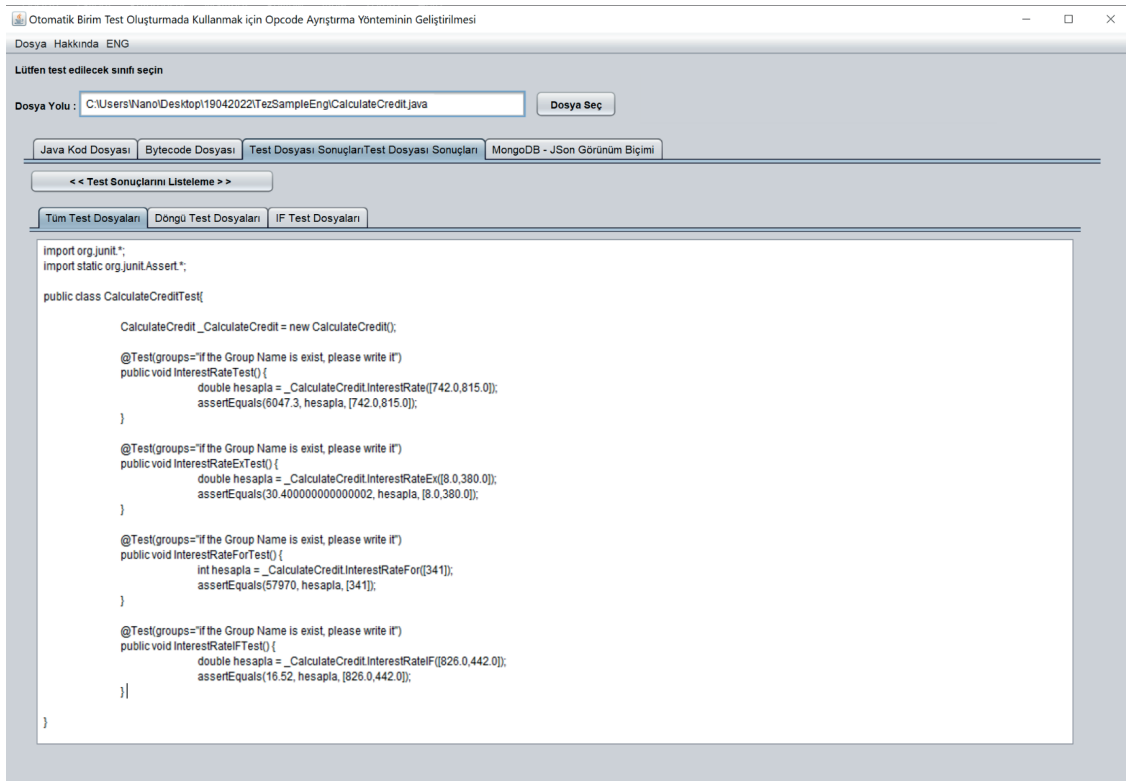 Otomatik Birim Test Oluşturmada Kullanmak için Opcode Ayrıştırma Yönteminin Geliştirilmesi
Dosya Hakkında ENG
Lütfen test edilecek sınıfı seçin
Dosya Yolu : C:\Users\Nano\Desktop\19042022\TezSampleEng\CalculateCredit.java Dosya Seç
Java Kod Dosyası Bytecode Dosyası Test Dosyası SonuçlarıTest Dosyası Sonuçları MongoDB - JSon Görünüm Biçimi
< < Test Sonuçlarını Listeleme > >
Tüm Test Dosyaları Döngü Test Dosyaları IF Test Dosyaları
import org.junit.*;
import static org.junit.Assert.*;
public class CalculateCreditTest{
CalculateCredit _CalculateCredit = new CalculateCredit();
@Test(groups="if the Group Name is exist, please write it")
public void InterestRateTest() {
double hesapla = _CalculateCredit.InterestRate([742.0,815.0]);
assertEquals(6047.3, hesapla, [742.0,815.0]);
}
@Test(groups="if the Group Name is exist, please write it")
public void InterestRateExTest() {
double hesapla = _CalculateCredit.InterestRateEx([8.0,380.0]);
assertEquals(30.400000000000002, hesapla, [8.0,380.0]);
}
@Test(groups="if the Group Name is exist, please write it")
public void InterestRateForTest() {
int hesapla = _CalculateCredit.InterestRateFor([341]);
assertEquals(57970, hesapla, [341]);
}
@Test(groups="if the Group Name is exist, please write it")
public void InterestRateIFTest() {
double hesapla = _CalculateCredit.InterestRateIF([826.0,442.0]);
assertEquals(16.52, hesapla, [826.0,442.0]);
}
}